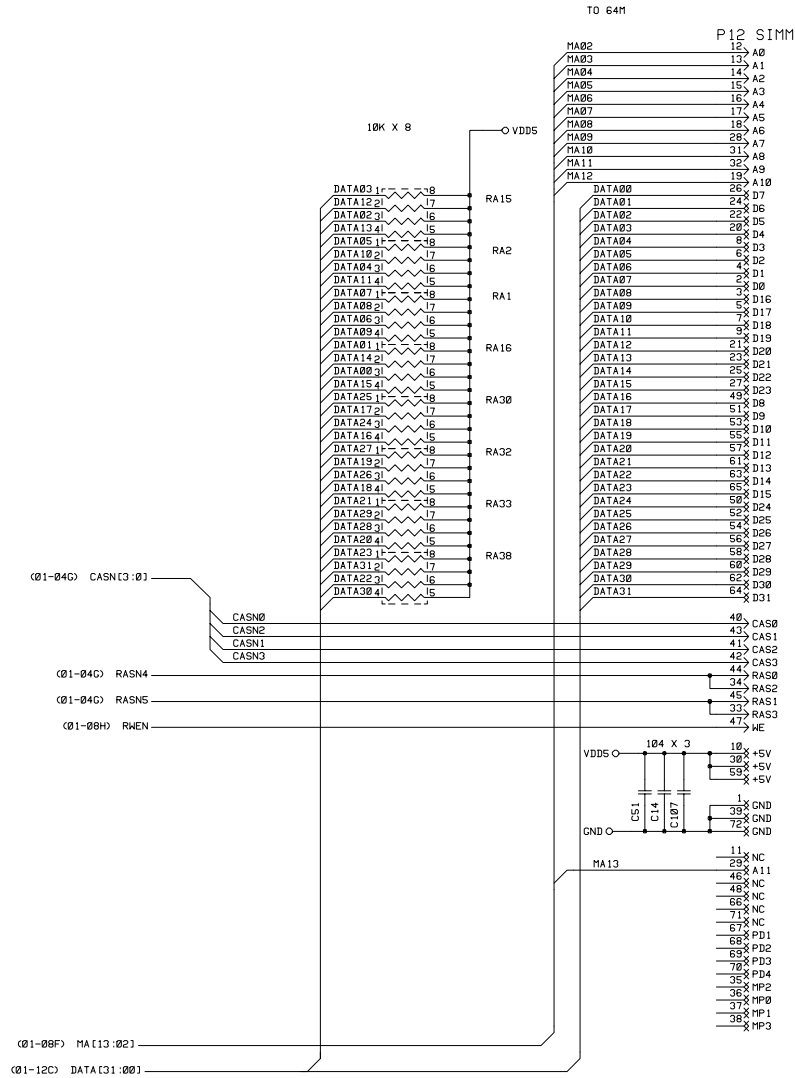 TO 64M
P12 SIMM
MA02 12 A0
MA03 13 A1
MA04 14 A2
MA05 15 A3
MA06 16 A4
MA07 17 A5
MA08 18 A6
MA09 28 A7
MA10 31 A8
MA11 32 A9
MA12 19 A10
10K X 8
VDD5
DATA03 1 8 RA15
DATA12 2 7
DATA02 3 6
DATA13 4 5
DATA05 1 8 RA2
DATA10 2 7
DATA04 3 6
DATA11 4 5
DATA07 1 8 RA1
DATA08 2 7
DATA06 3 6
DATA09 4 5
DATA01 1 8 RA16
DATA14 2 7
DATA00 3 6
DATA15 4 5
DATA25 1 8 RA30
DATA17 2 7
DATA24 3 6
DATA16 4 5
DATA27 1 8 RA32
DATA19 2 7
DATA26 3 6
DATA18 4 5
DATA21 1 8 RA33
DATA29 2 7
DATA28 3 6
DATA20 4 5
DATA23 1 8 RA38
DATA31 2 7
DATA22 3 6
DATA30 4 5
DATA00 26 D7
DATA01 24 D6
DATA02 22 D5
DATA03 20 D4
DATA04 8 D3
DATA05 6 D2
DATA06 4 D1
DATA07 2 D0
DATA08 3 D16
DATA09 5 D17
DATA10 7 D18
DATA11 9 D19
DATA12 21 D20
DATA13 23 D21
DATA14 25 D22
DATA15 27 D23
DATA16 49 D8
DATA17 51 D9
DATA18 53 D10
DATA19 55 D11
DATA20 57 D12
DATA21 61 D13
DATA22 63 D14
DATA23 65 D15
DATA24 50 D24
DATA25 52 D25
DATA26 54 D26
DATA27 56 D27
DATA28 58 D28
DATA29 60 D29
DATA30 62 D30
DATA31 64 D31
(01-04G) CASN[3:0]
CASN0 40 CAS0
CASN2 43 CAS1
CASN1 41 CAS2
CASN3 42 CAS3
(01-04G) RASN4 44 RAS0
34 RAS2
(01-04G) RASN5 45 RAS1
33 RAS3
(01-08H) RWEN 47 WE
VDD5 104 X 3 10 +5V
30 +5V
59 +5V
C51 C14 C107
1 GND
39 GND
GND 72 GND
11 NC
MA13 29 A11
46 NC
48 NC
66 NC
71 NC
67 PD1
68 PD2
69 PD3
70 PD4
35 MP2
36 MP0
37 MP1
38 MP3
(01-08F) MA[13:02]
(01-12C) DATA[31:00]